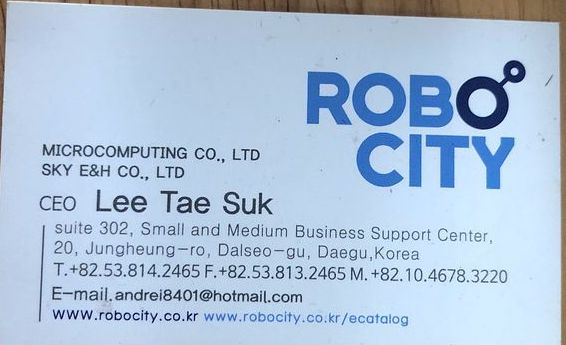 ROBO
CITY
MICROCOMPUTING CO., LTD
SKY E&H CO., LTD
CEO Lee Tae Suk
suite 302, Small and Medium Business Support Center,
20, Jungheung-ro, Dalseo-gu, Daegu,Korea
T.+82.53.814.2465 F.+82.53.813.2465 M.+82.10.4678.3220
E-mail.andrei8401@hotmail.com
www.robocity.co.kr www.robocity.co.kr/ecatalog